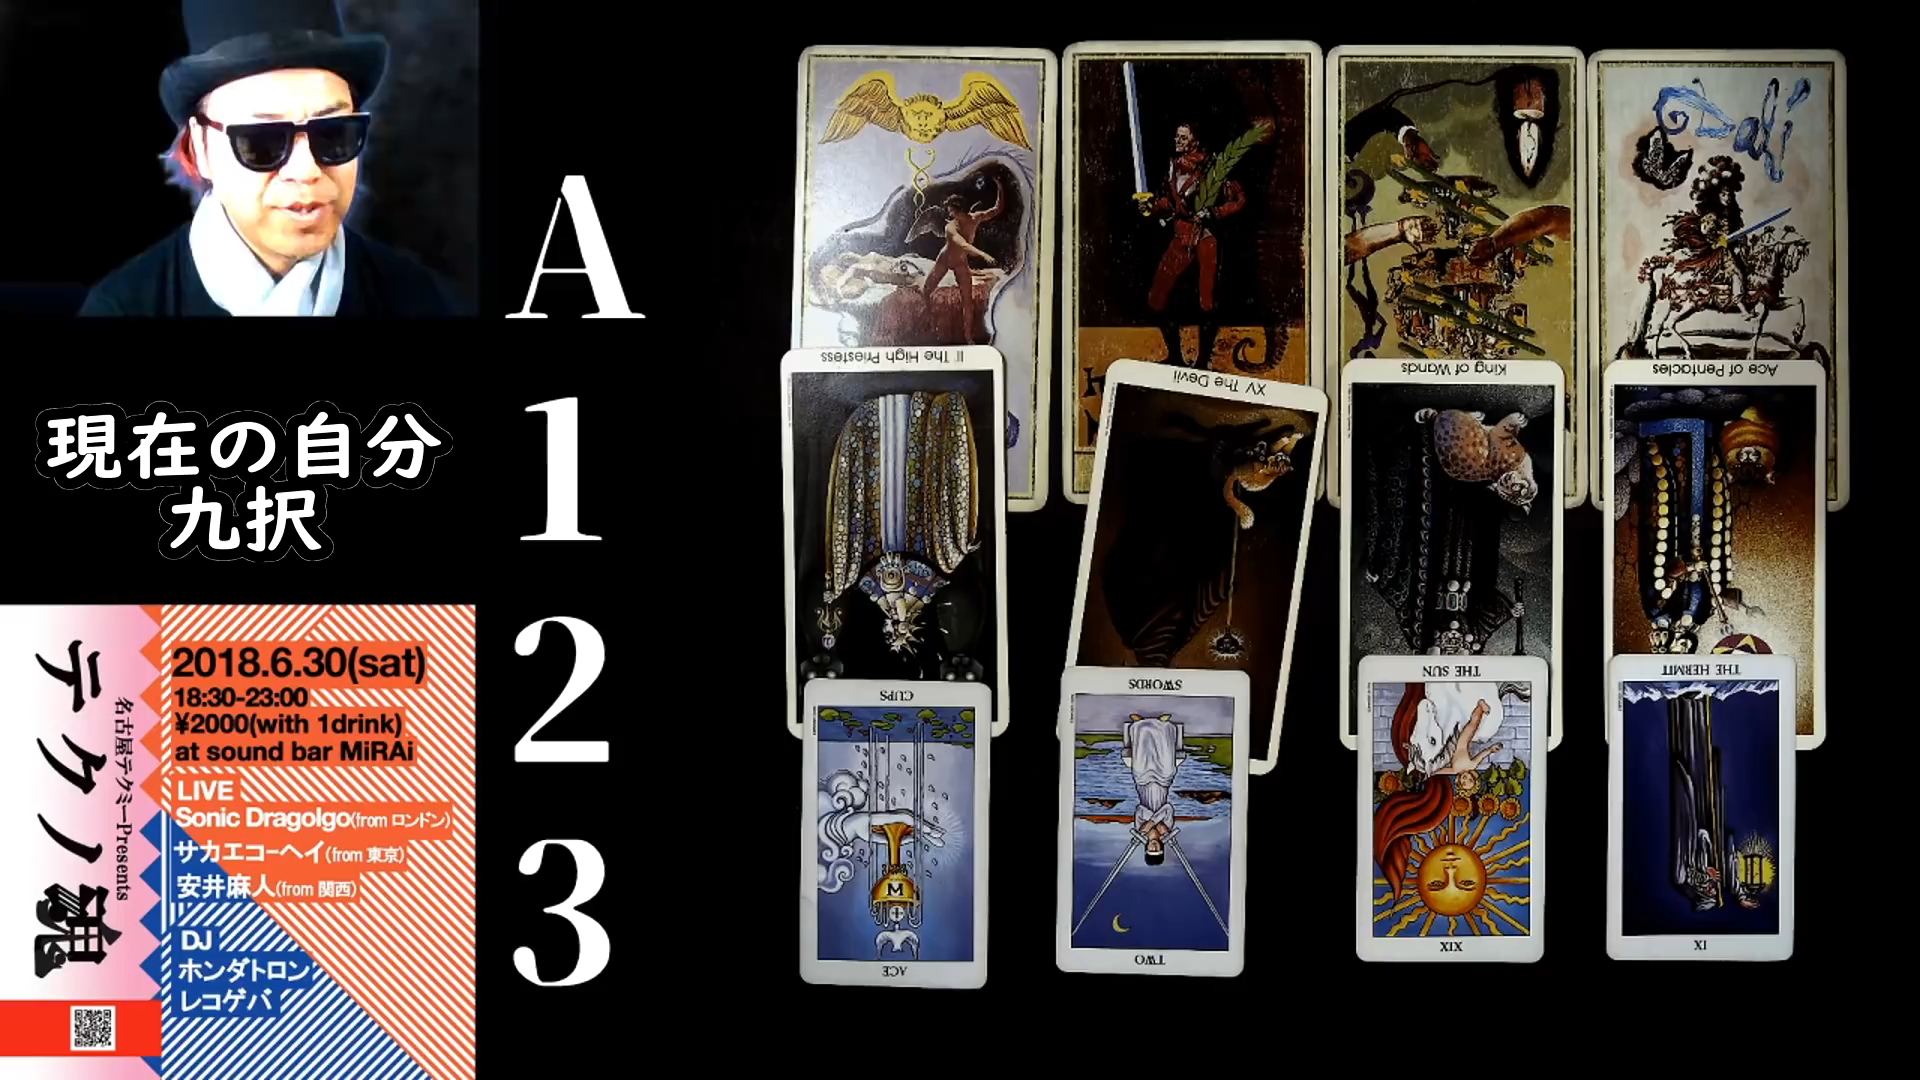 A
1
2
3
現在の自分
九択
テクノ魂
名古屋テクミーPresents
2018.6.30(sat)
18:30-23:00
¥2000(with 1drink)
at sound bar MiRAi
LIVE
Sonic Dragolgo(from ロンドン)
サカエコーヘイ(from 東京)
安井麻人(from 関西)
DJ
ホンダトロン
レコゲバ
Dalí
II The High Priestess
XV The Devil
King of Wands
Ace of Pentacles
CUPS
M
ACE
SWORDS
TWO
THE SUN
XIX
THE HERMIT
IX